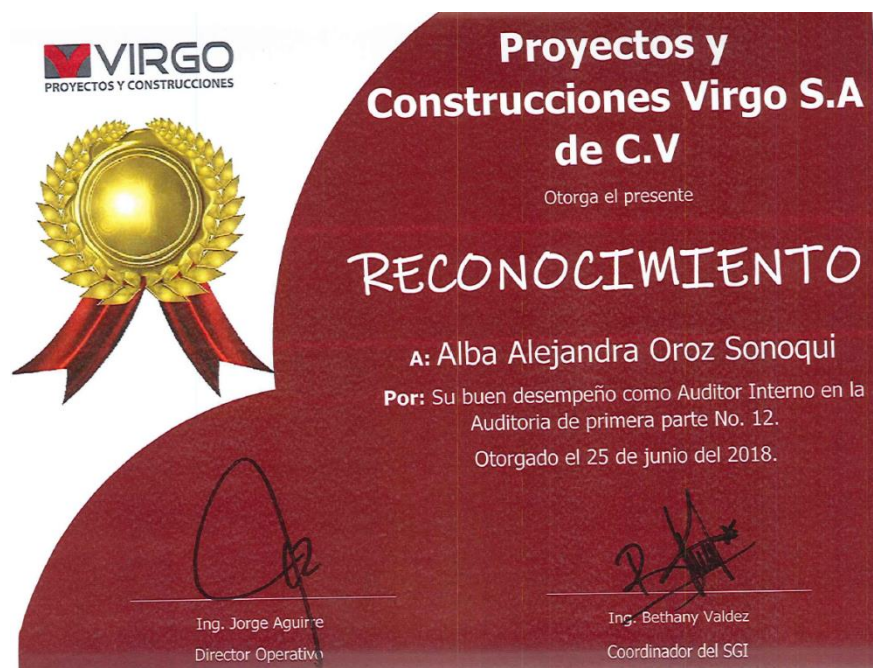 VIRGO
PROYECTOS Y CONSTRUCCIONES
Proyectos y
Construcciones Virgo S.A
de C.V
Otorga el presente
RECONOCIMIENTO
A: Alba Alejandra Oroz Sonoqui
Por: Su buen desempeño como Auditor Interno en la
Auditoria de primera parte No. 12.
Otorgado el 25 de junio del 2018.
Ing. Jorge Aguirre
Director Operativo
Ing. Bethany Valdez
Coordinador del SGI